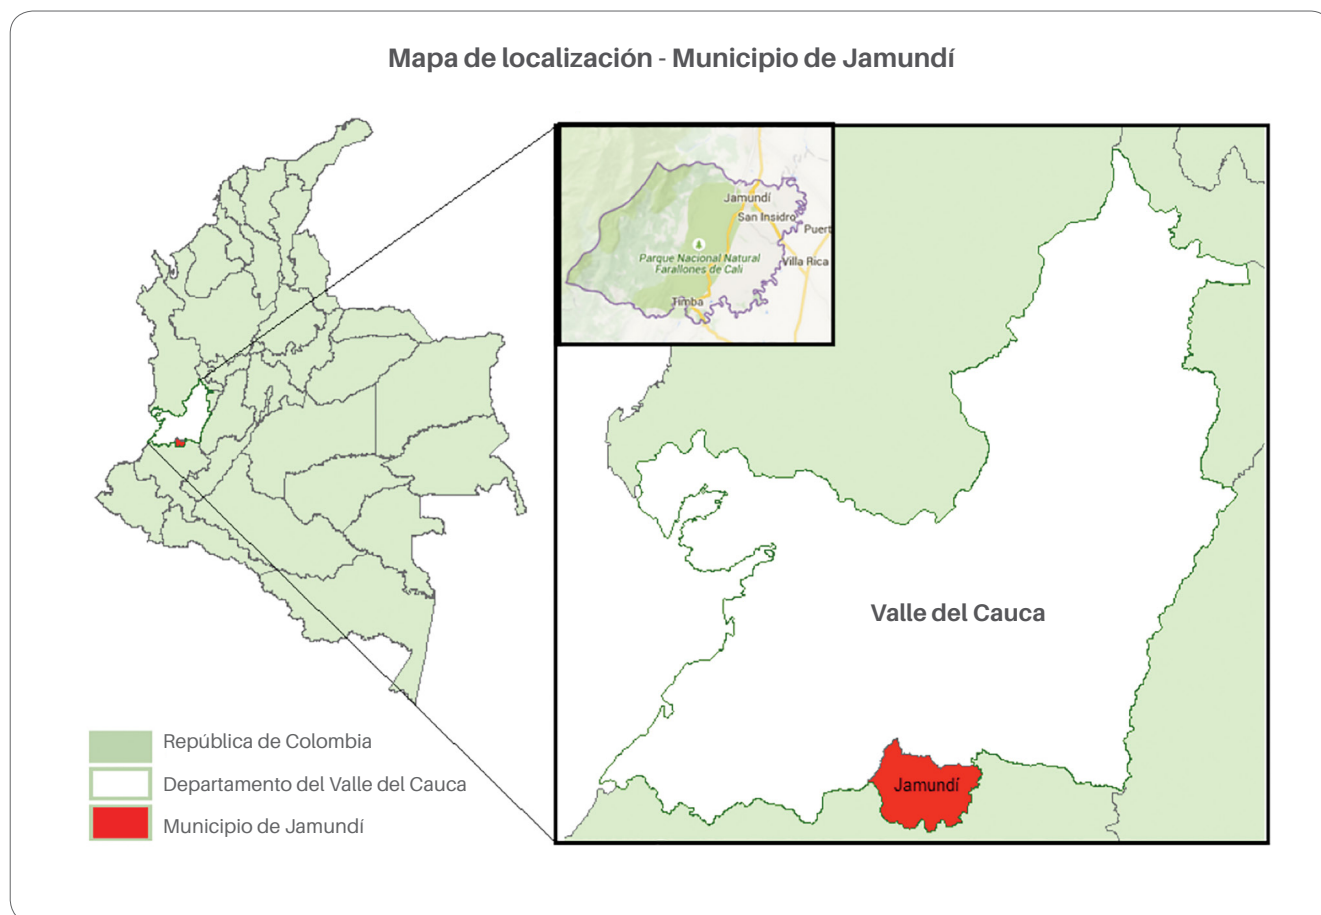 Mapa de localización - Municipio de Jamundí
Jamundí
San Insidro
Puert
Parque Nacional Natural
Farallones de Cali
Villa Rica
Timba
Valle del Cauca
Jamundí
República de Colombia
Departamento del Valle del Cauca
Municipio de Jamundí